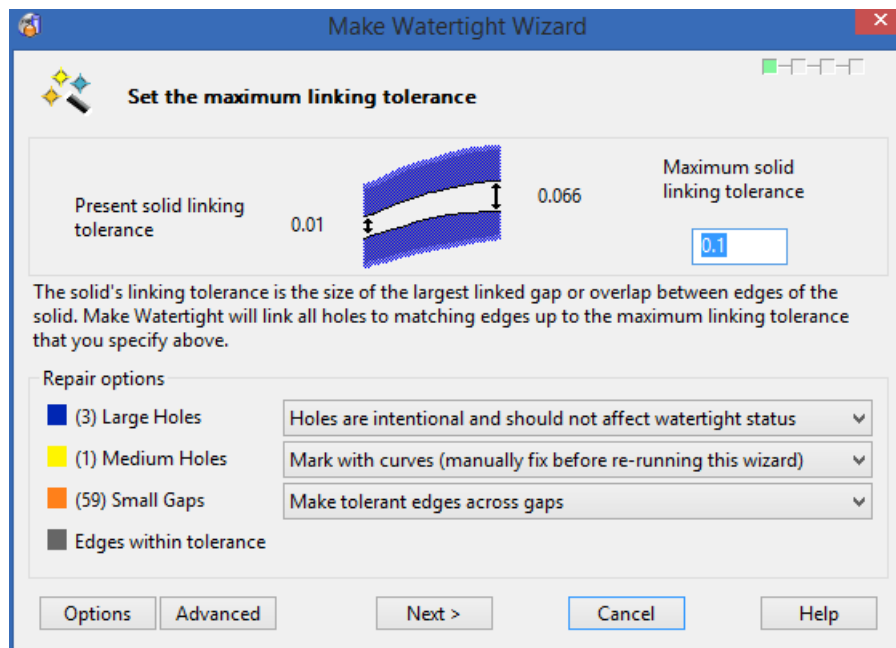 Make Watertight Wizard
Set the maximum linking tolerance
Present solid linking
tolerance
0.01
0.066
Maximum solid
linking tolerance
0.1
The solid's linking tolerance is the size of the largest linked gap or overlap between edges of the
solid. Make Watertight will link all holes to matching edges up to the maximum linking tolerance
that you specify above.
Repair options
(3) Large Holes
Holes are intentional and should not affect watertight status
(1) Medium Holes
Mark with curves (manually fix before re-running this wizard)
(59) Small Gaps
Make tolerant edges across gaps
Edges within tolerance
Options
Advanced
Next >
Cancel
Help